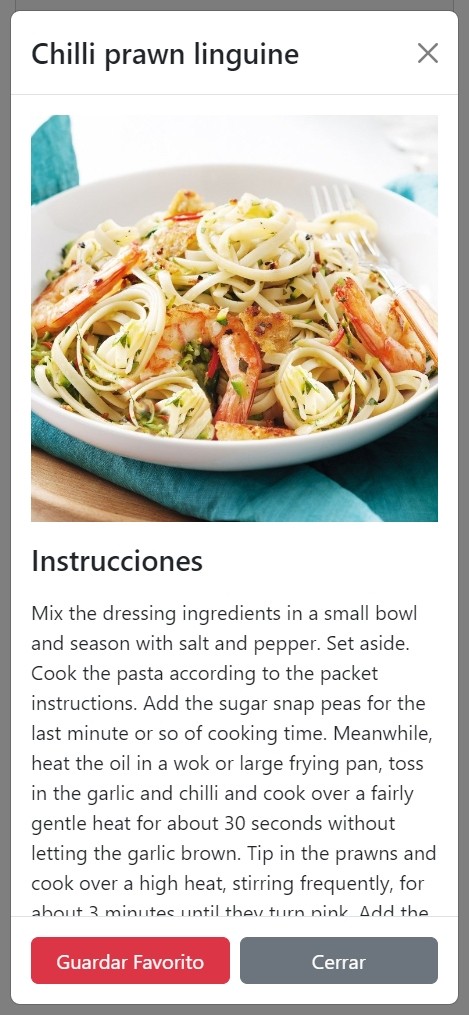 Chilli prawn linguine
Instrucciones
Mix the dressing ingredients in a small bowl
and season with salt and pepper. Set aside.
Cook the pasta according to the packet
instructions. Add the sugar snap peas for the
last minute or so of cooking time. Meanwhile,
heat the oil in a wok or large frying pan, toss
in the garlic and chilli and cook over a fairly
gentle heat for about 30 seconds without
letting the garlic brown. Tip in the prawns and
cook over a high heat, stirring frequently, for
about 3 minutes until they turn pink. Add the
Guardar Favorito
Cerrar